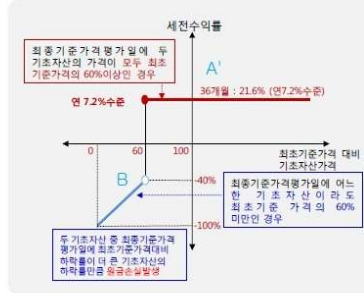 세전수익률
최종기준가격평가일에 두
기초자산의 가격이 모두 최초
기준가격의 60%이상인 경우
A'
36개월 : 21.6% (연7.2%수준)
연 7.2%수준
0
60
100
최초기준가격 대비
기초자산가격
B
-40%
최종기준가격평가일에 어느
한 기초자산이라도
최초기준 가격의 60%
미만인 경우
-100%
두 기초자산 중 최종기준가격
평가일에 최초기준가격대비
하락률이 더 큰 기초자산의
하락률만큼 원금손실발생